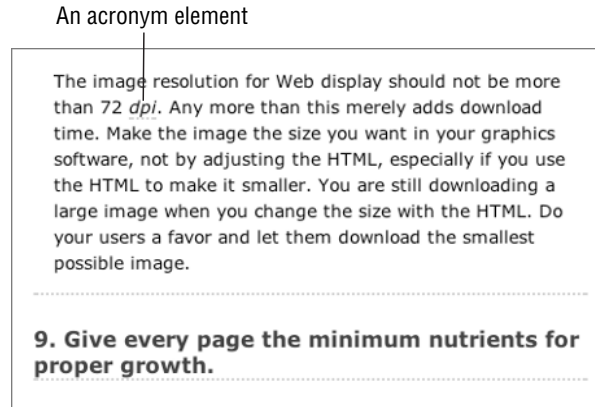 An acronym element
The image resolution for Web display should not be more
than 72 dpi. Any more than this merely adds download
time. Make the image the size you want in your graphics
software, not by adjusting the HTML, especially if you use
the HTML to make it smaller. You are still downloading a
large image when you change the size with the HTML. Do
your users a favor and let them download the smallest
possible image.
9. Give every page the minimum nutrients for
proper growth.